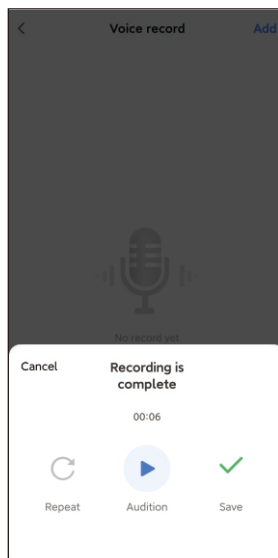 Voice record Add
No record yet
Cancel Recording is
complete
00:06
Repeat Audition Save